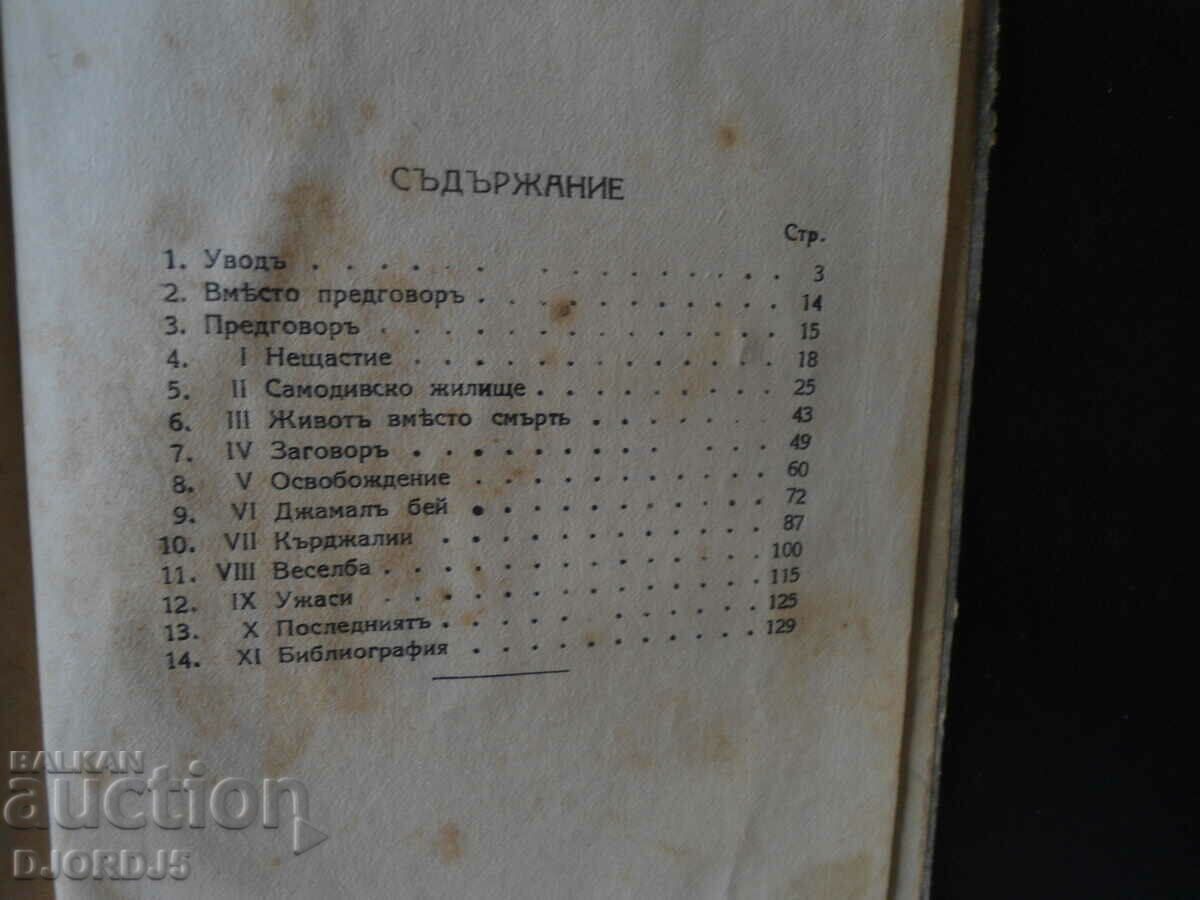 СЪДЪРЖАНИЕ
Стр.
1. Уводъ . . . . . . . . . . . . . 3
2. Вмѣсто предговоръ . . . . . . . . . . 14
3. Предговоръ . . . . . . . . . . . . . 15
4. I Нещастие . . . . . . . . . . . . 18
5. II Самодивско жилище . . . . . . . . 25
6. III Животъ вмѣсто смърть . . . . . . 43
7. IV Заговоръ . . . . . . . . . . . 49
8. V Освобождение . . . . . . . . . . 60
9. VI Джамалъ бей . . . . . . . . . . 72
10. VII Кърджалии . . . . . . . . . . . 87
11. VIII Веселба . . . . . . . . . . . . . 100
12. IX Ужаси . . . . . . . . . . . . . 115
13. X Последниятъ . . . . . . . . . . 125
14. XI Библиография . . . . . . . . . . 129
BALKAN
auction
DJORDJ5